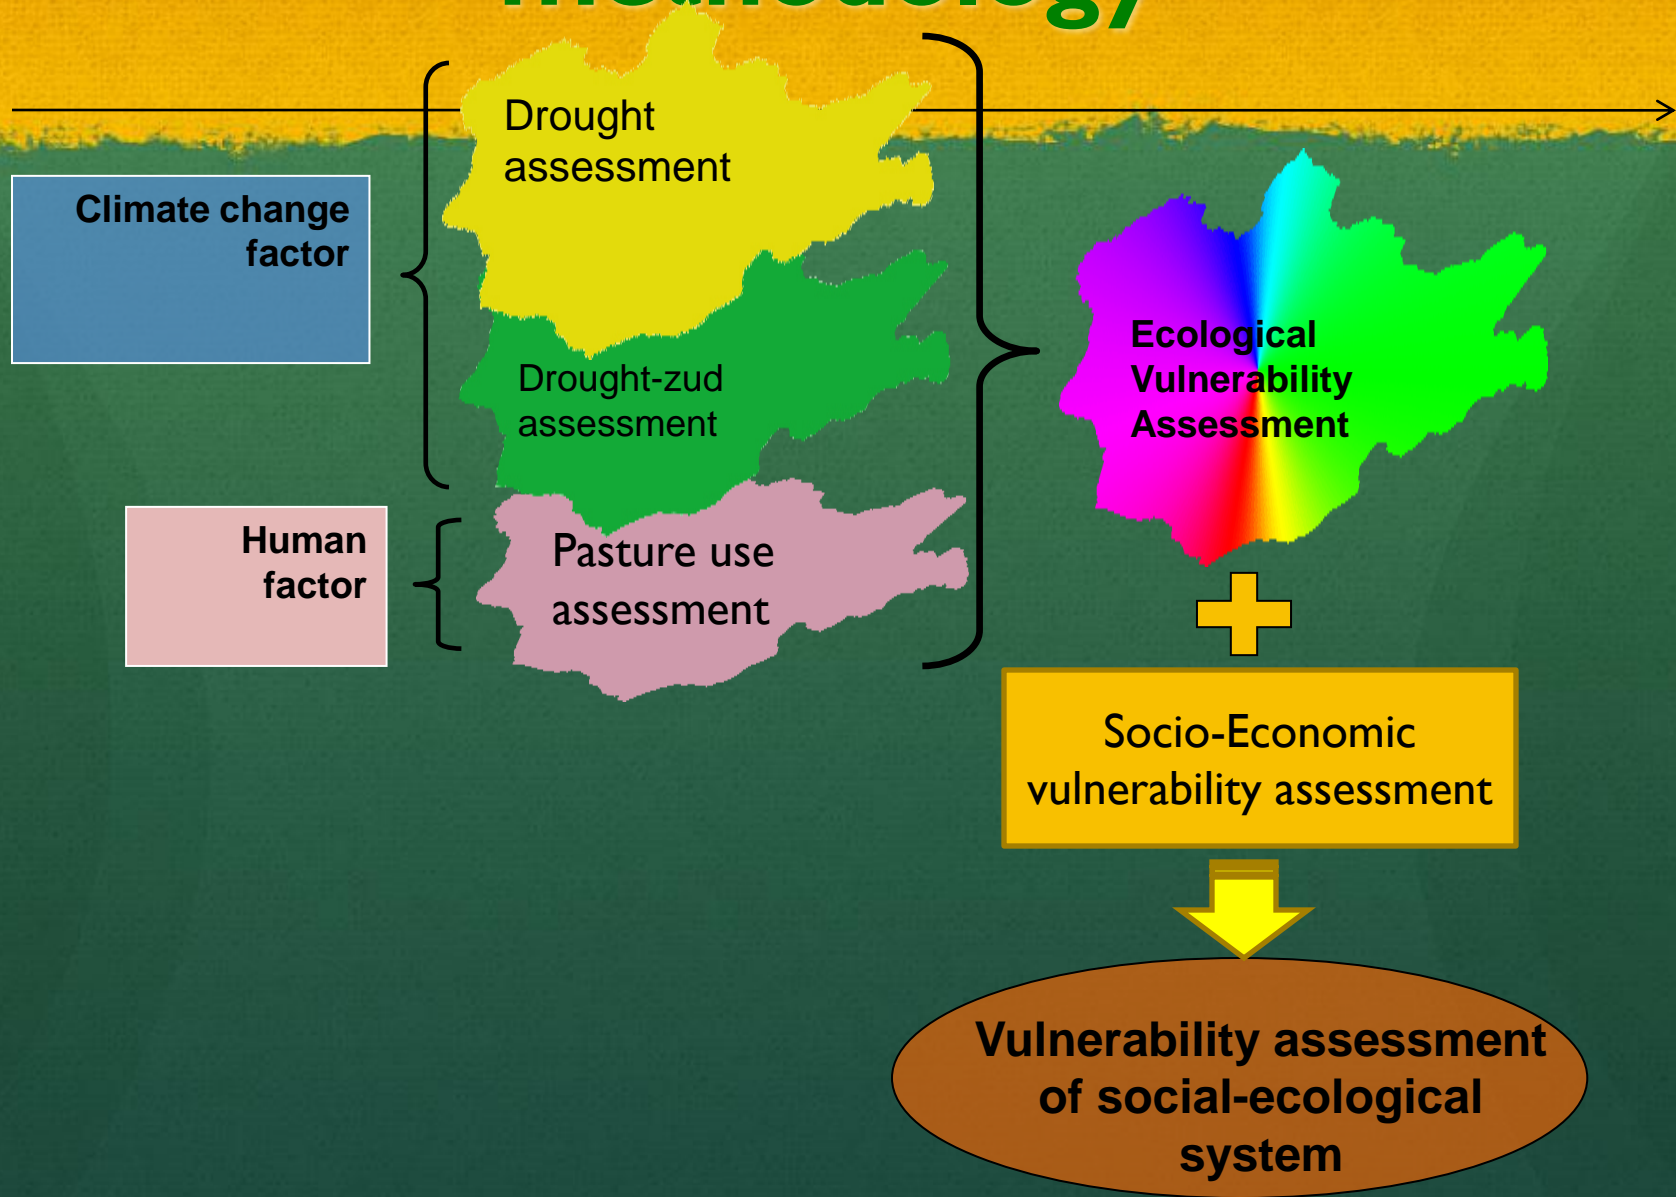 methodology
Drought
assessment
Climate change
factor
Drought-zud
assessment
Human
factor
Pasture use
assessment
Ecological
Vulnerability
Assessment
Socio-Economic
vulnerability assessment
Vulnerability assessment
of social-ecological
system